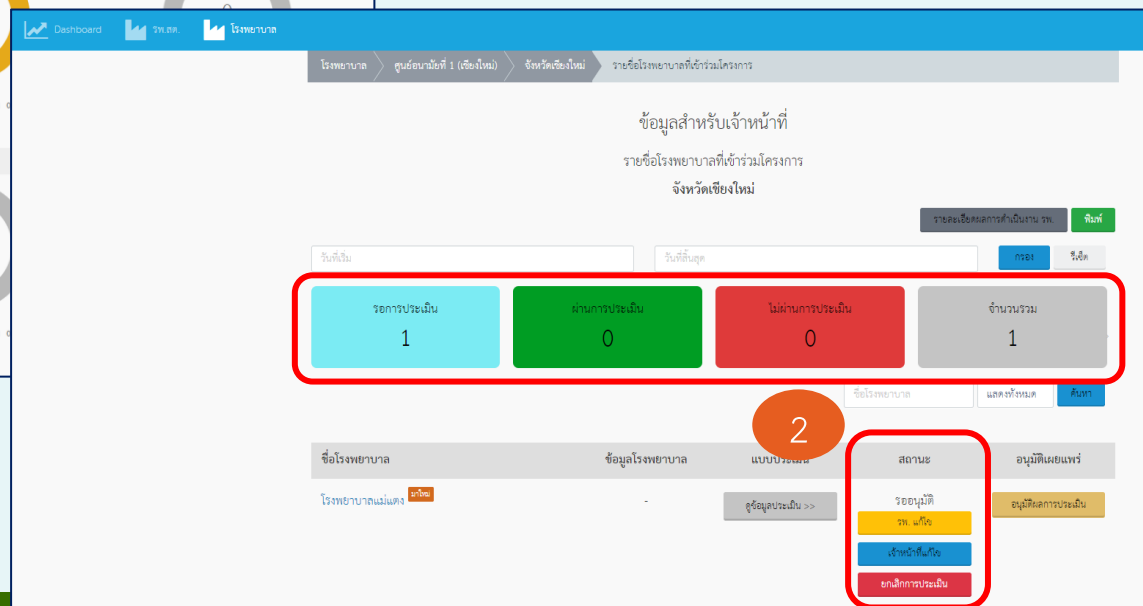 Dashboard รพ.สต. โรงพยาบาล
โรงพยาบาล ศูนย์อนามัยที่ 1 (เชียงใหม่) จังหวัดเชียงใหม่ รายชื่อโรงพยาบาลที่เข้าร่วมโครงการ
ข้อมูลสำหรับเจ้าหน้าที่
รายชื่อโรงพยาบาลที่เข้าร่วมโครงการ
จังหวัดเชียงใหม่
รายละเอียดผลการดำเนินงาน รพ. พิมพ์
วันที่เริ่ม วันที่สิ้นสุด กรอง รีเซ็ต
รอการประเมิน ผ่านการประเมิน ไม่ผ่านการประเมิน จำนวนรวม
1 0 0 1
ชื่อโรงพยาบาล แสดงทั้งหมด ค้นหา
2
ชื่อโรงพยาบาล ข้อมูลโรงพยาบาล แบบประเมิน สถานะ อนุมัติเผยแพร่
โรงพยาบาลแม่แตง มาใหม่ - ดูข้อมูลประเมิน >> รออนุมัติ อนุมัติผลการประเมิน
รพ. แก้ไข
เจ้าหน้าที่แก้ไข
ยกเลิกการประเมิน